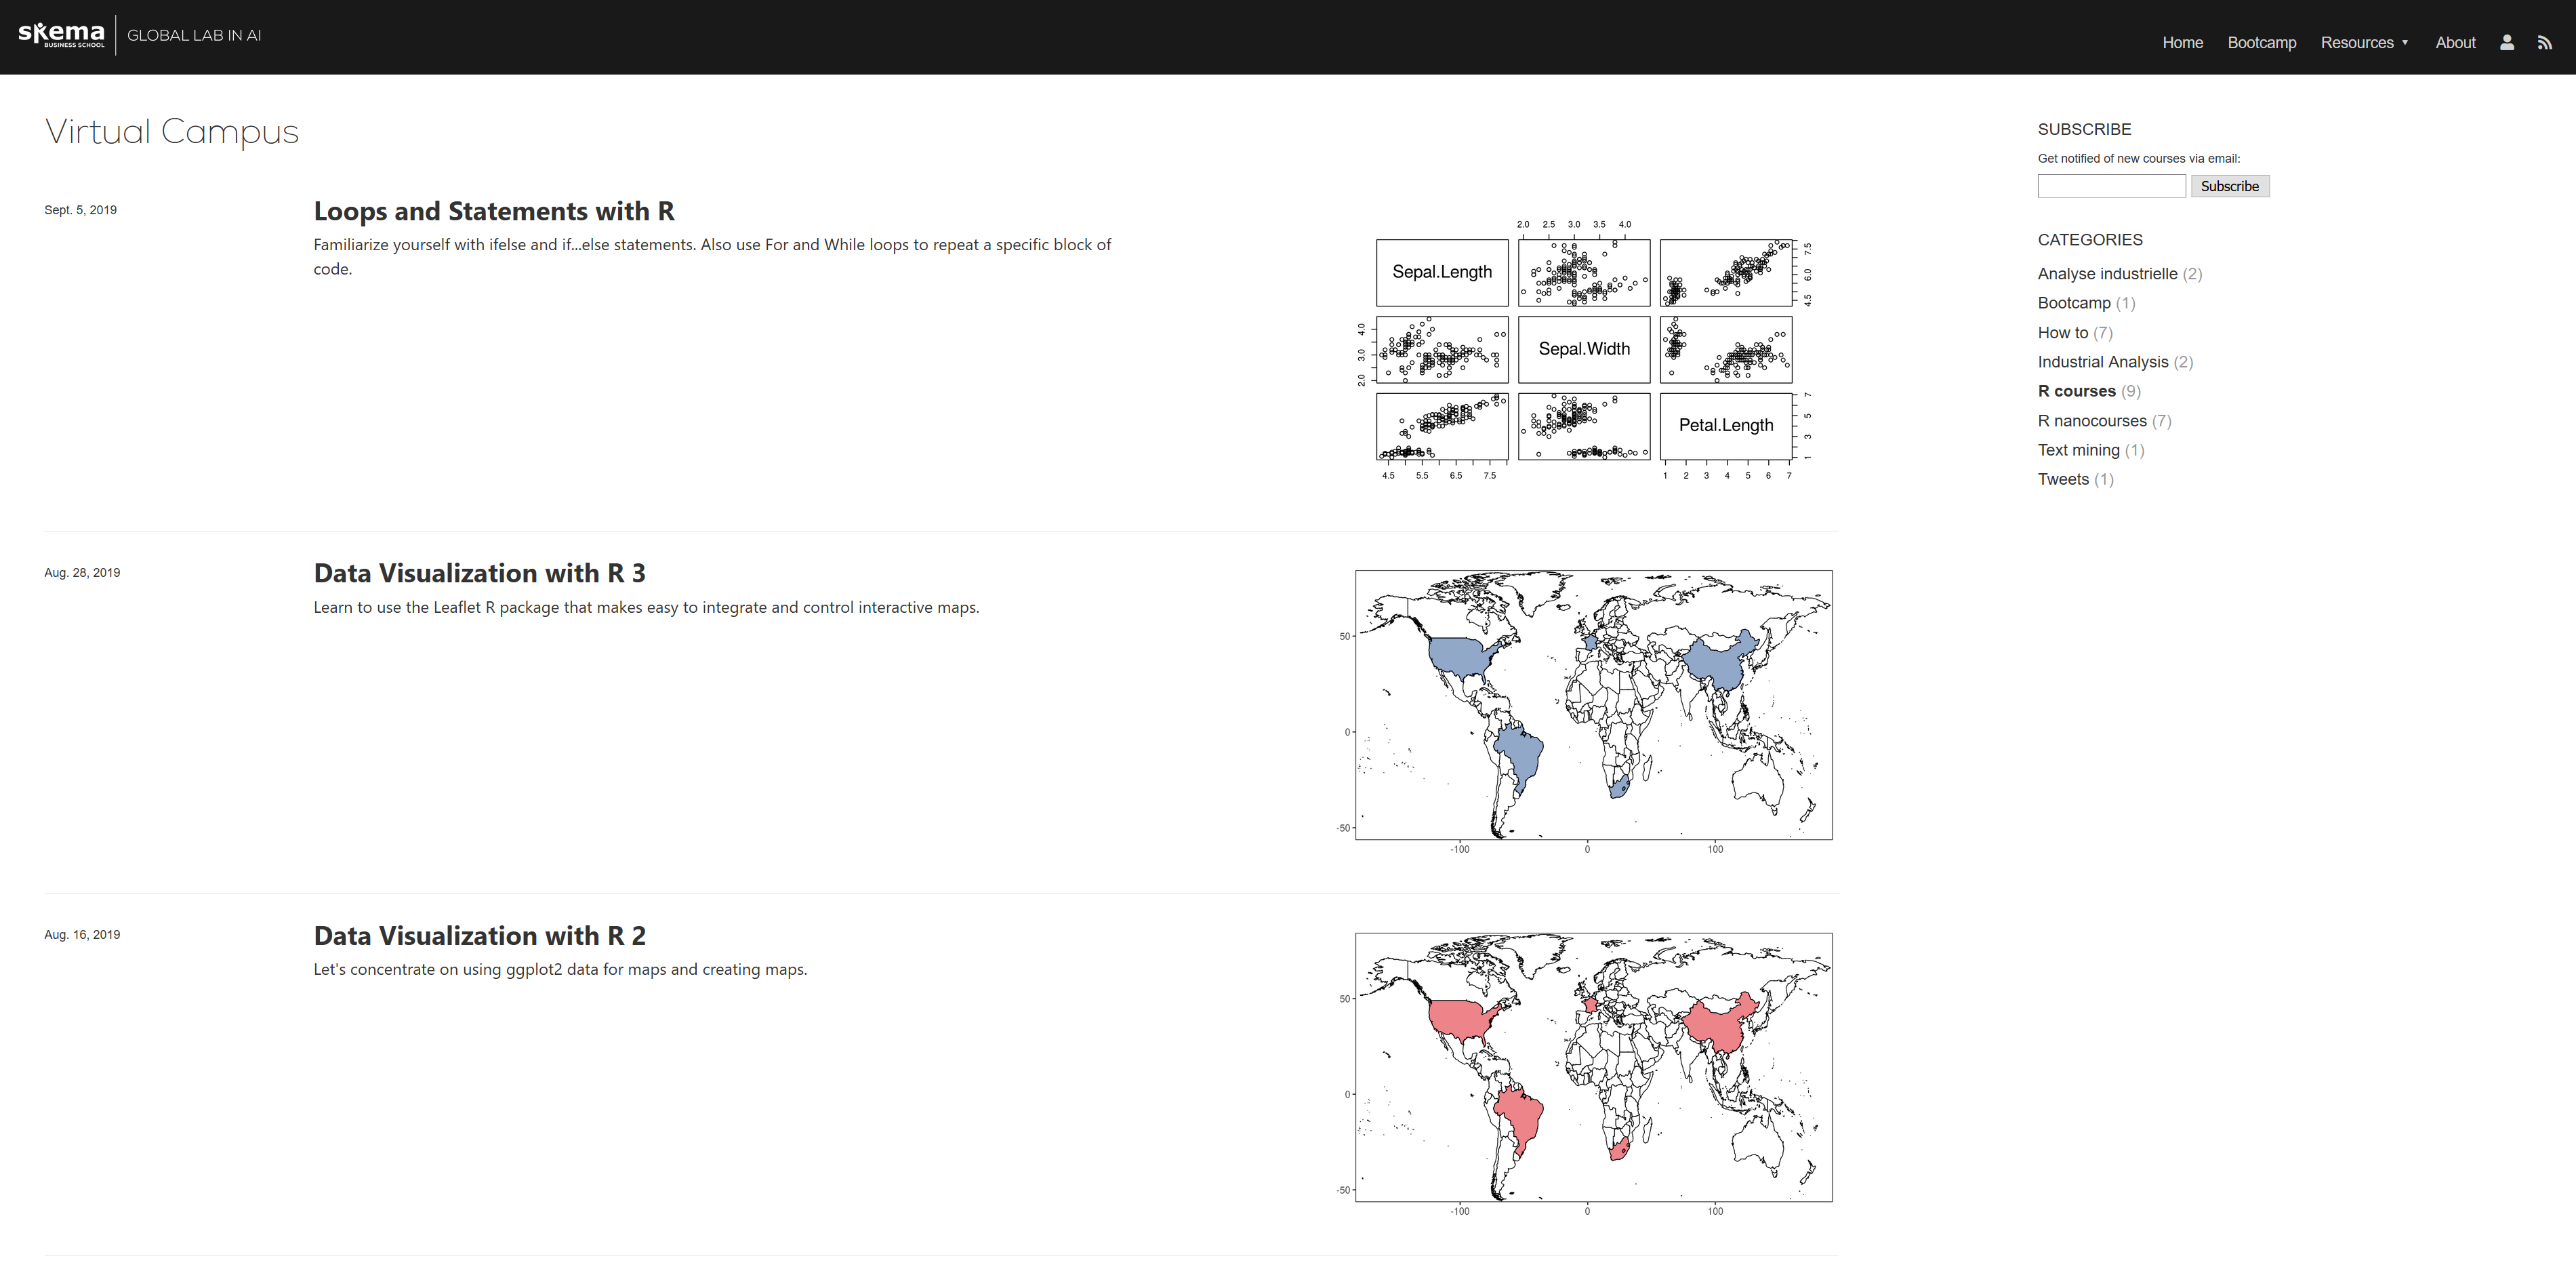 skema
BUSINESS SCHOOL
GLOBAL LAB IN AI
Home
Bootcamp
Resources
About
Virtual Campus
Sept. 5, 2019
Loops and Statements with R
Familiarize yourself with ifelse and if...else statements. Also use For and While loops to repeat a specific block of
code.
2.0 2.5 3.0 3.5 4.0
Sepal.Length
4.5 6.0 7.5
2.0 3.0 4.0
Sepal.Width
Petal.Length
1 3 5 7
4.5 5.5 6.5 7.5
1 2 3 4 5 6 7
Aug. 28, 2019
Data Visualization with R 3
Learn to use the Leaflet R package that makes easy to integrate and control interactive maps.
50
0
-50
-100 0 100
Aug. 16, 2019
Data Visualization with R 2
Let's concentrate on using ggplot2 data for maps and creating maps.
50
0
-50
-100 0 100
SUBSCRIBE
Get notified of new courses via email:
Subscribe
CATEGORIES
Analyse industrielle (2)
Bootcamp (1)
How to (7)
Industrial Analysis (2)
R courses (9)
R nanocourses (7)
Text mining (1)
Tweets (1)